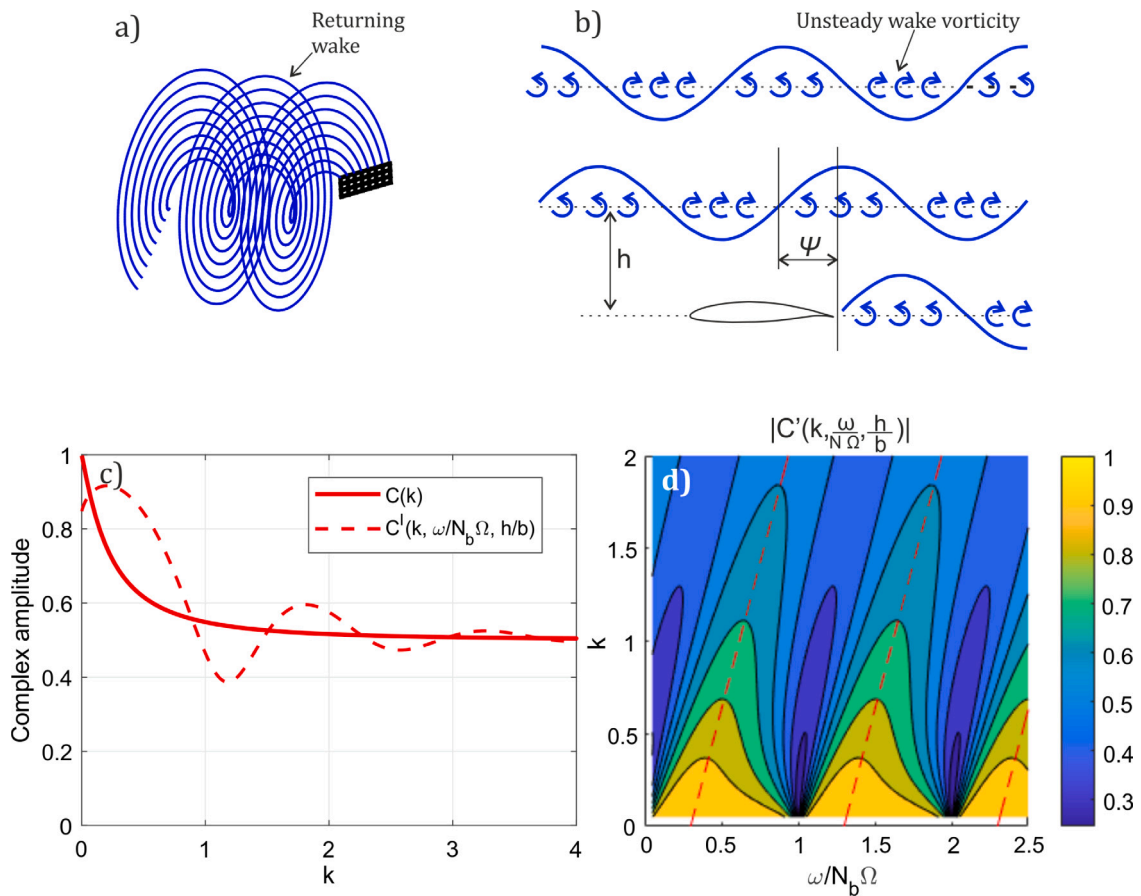 a)
Returning
wake
b)
Unsteady wake vorticity
h
ψ
c)
Complex amplitude
1
0.8
0.6
0.4
0.2
0
0 1 2 3 4
k
C(k)
C^I(k, ω/N_bΩ, h/b)
|C'(k, ω/N Ω, h/b)|
d)
k
2
1.5
1
0.5
0
0 0.5 1 1.5 2 2.5
ω/N_bΩ
1
0.9
0.8
0.7
0.6
0.5
0.4
0.3